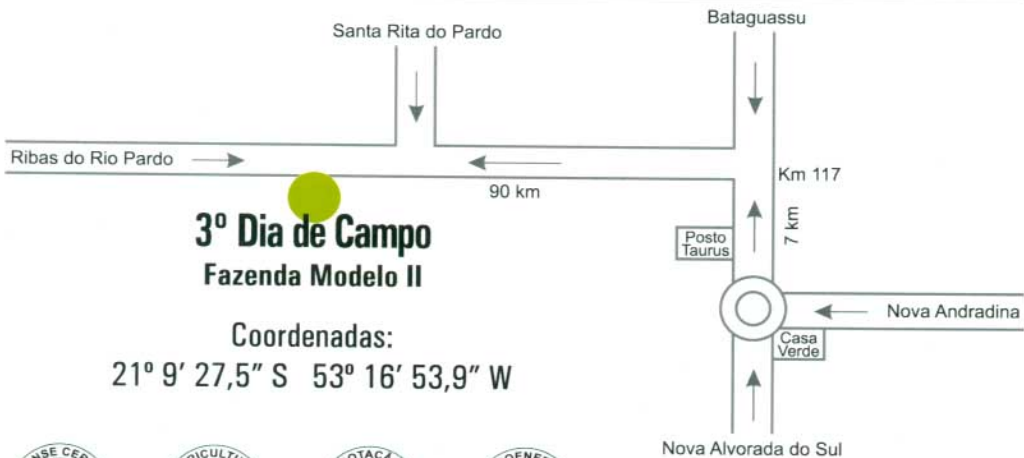 Santa Rita do Pardo
Bataguassu
Ribas do Rio Pardo
90 km
Km 117
7 km
Posto
Taurus
3º Dia de Campo
Fazenda Modelo II
Nova Andradina
Casa
Verde
Coordenadas:
21º 9' 27,5" S 53º 16' 53,9" W
Nova Alvorada do Sul